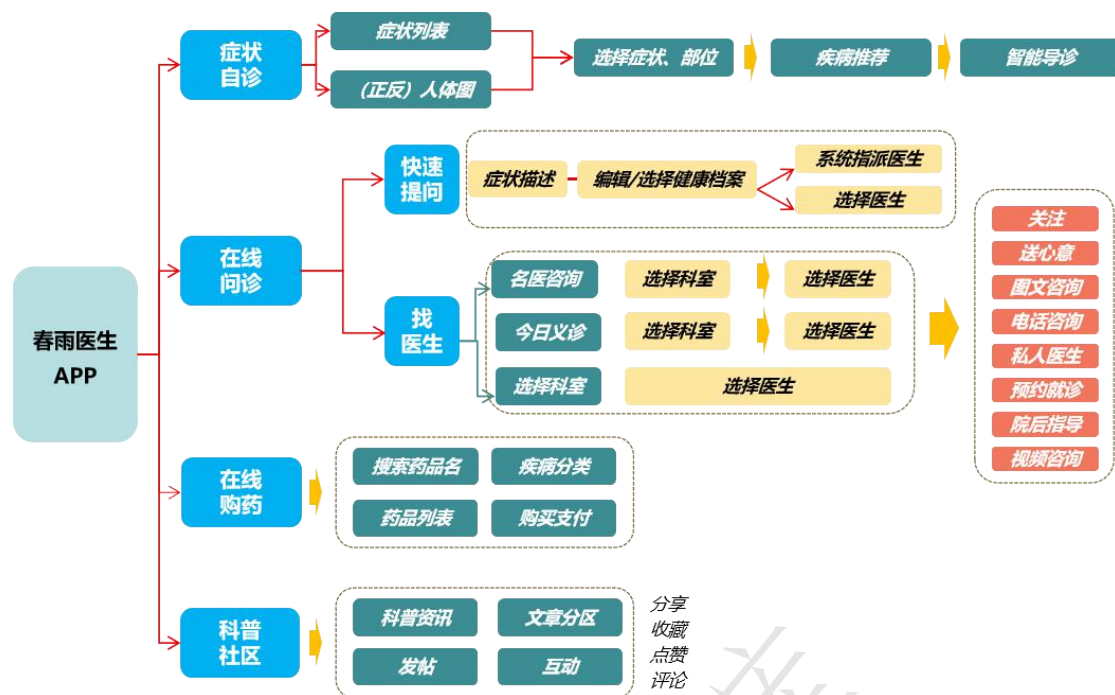 春雨医生
APP
症状
自诊
症状列表
(正反)人体图
选择症状、部位
疾病推荐
智能导诊
在线
问诊
快速
提问
症状描述
编辑/选择健康档案
系统指派医生
选择医生
找
医生
名医咨询
选择科室
选择医生
今日义诊
选择科室
选择医生
选择科室
选择医生
关注
送心意
图文咨询
电话咨询
私人医生
预约就诊
院后指导
视频咨询
在线
购药
搜索药品名
疾病分类
药品列表
购买支付
科普
社区
科普资讯
文章分区
发帖
互动
分享
收藏
点赞
评论